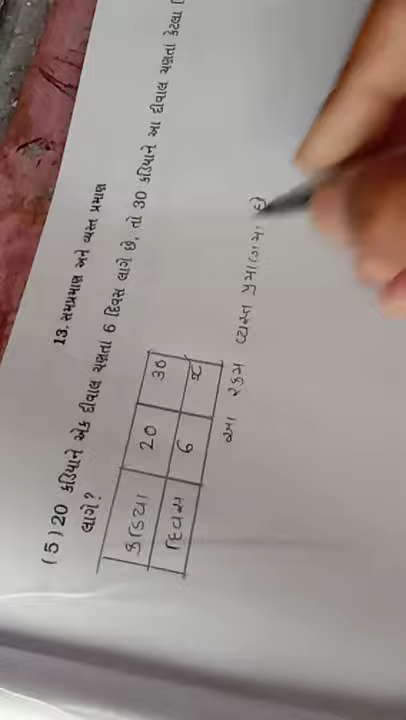 13. સમપ્રમાણ અને વ્યસ્ત પ્રમાણ
(5) 20 કડિયાને એક દીવાલ ચણતાં 6 દિવસ લાગે છે, તો 30 કડિયાને આ દીવાલ ચણતાં કેટલા
લાગે?
કડિયા 20 30
દિવસ 6 x
આ રકમ વ્યસ્ત પ્રમાણમાં છે